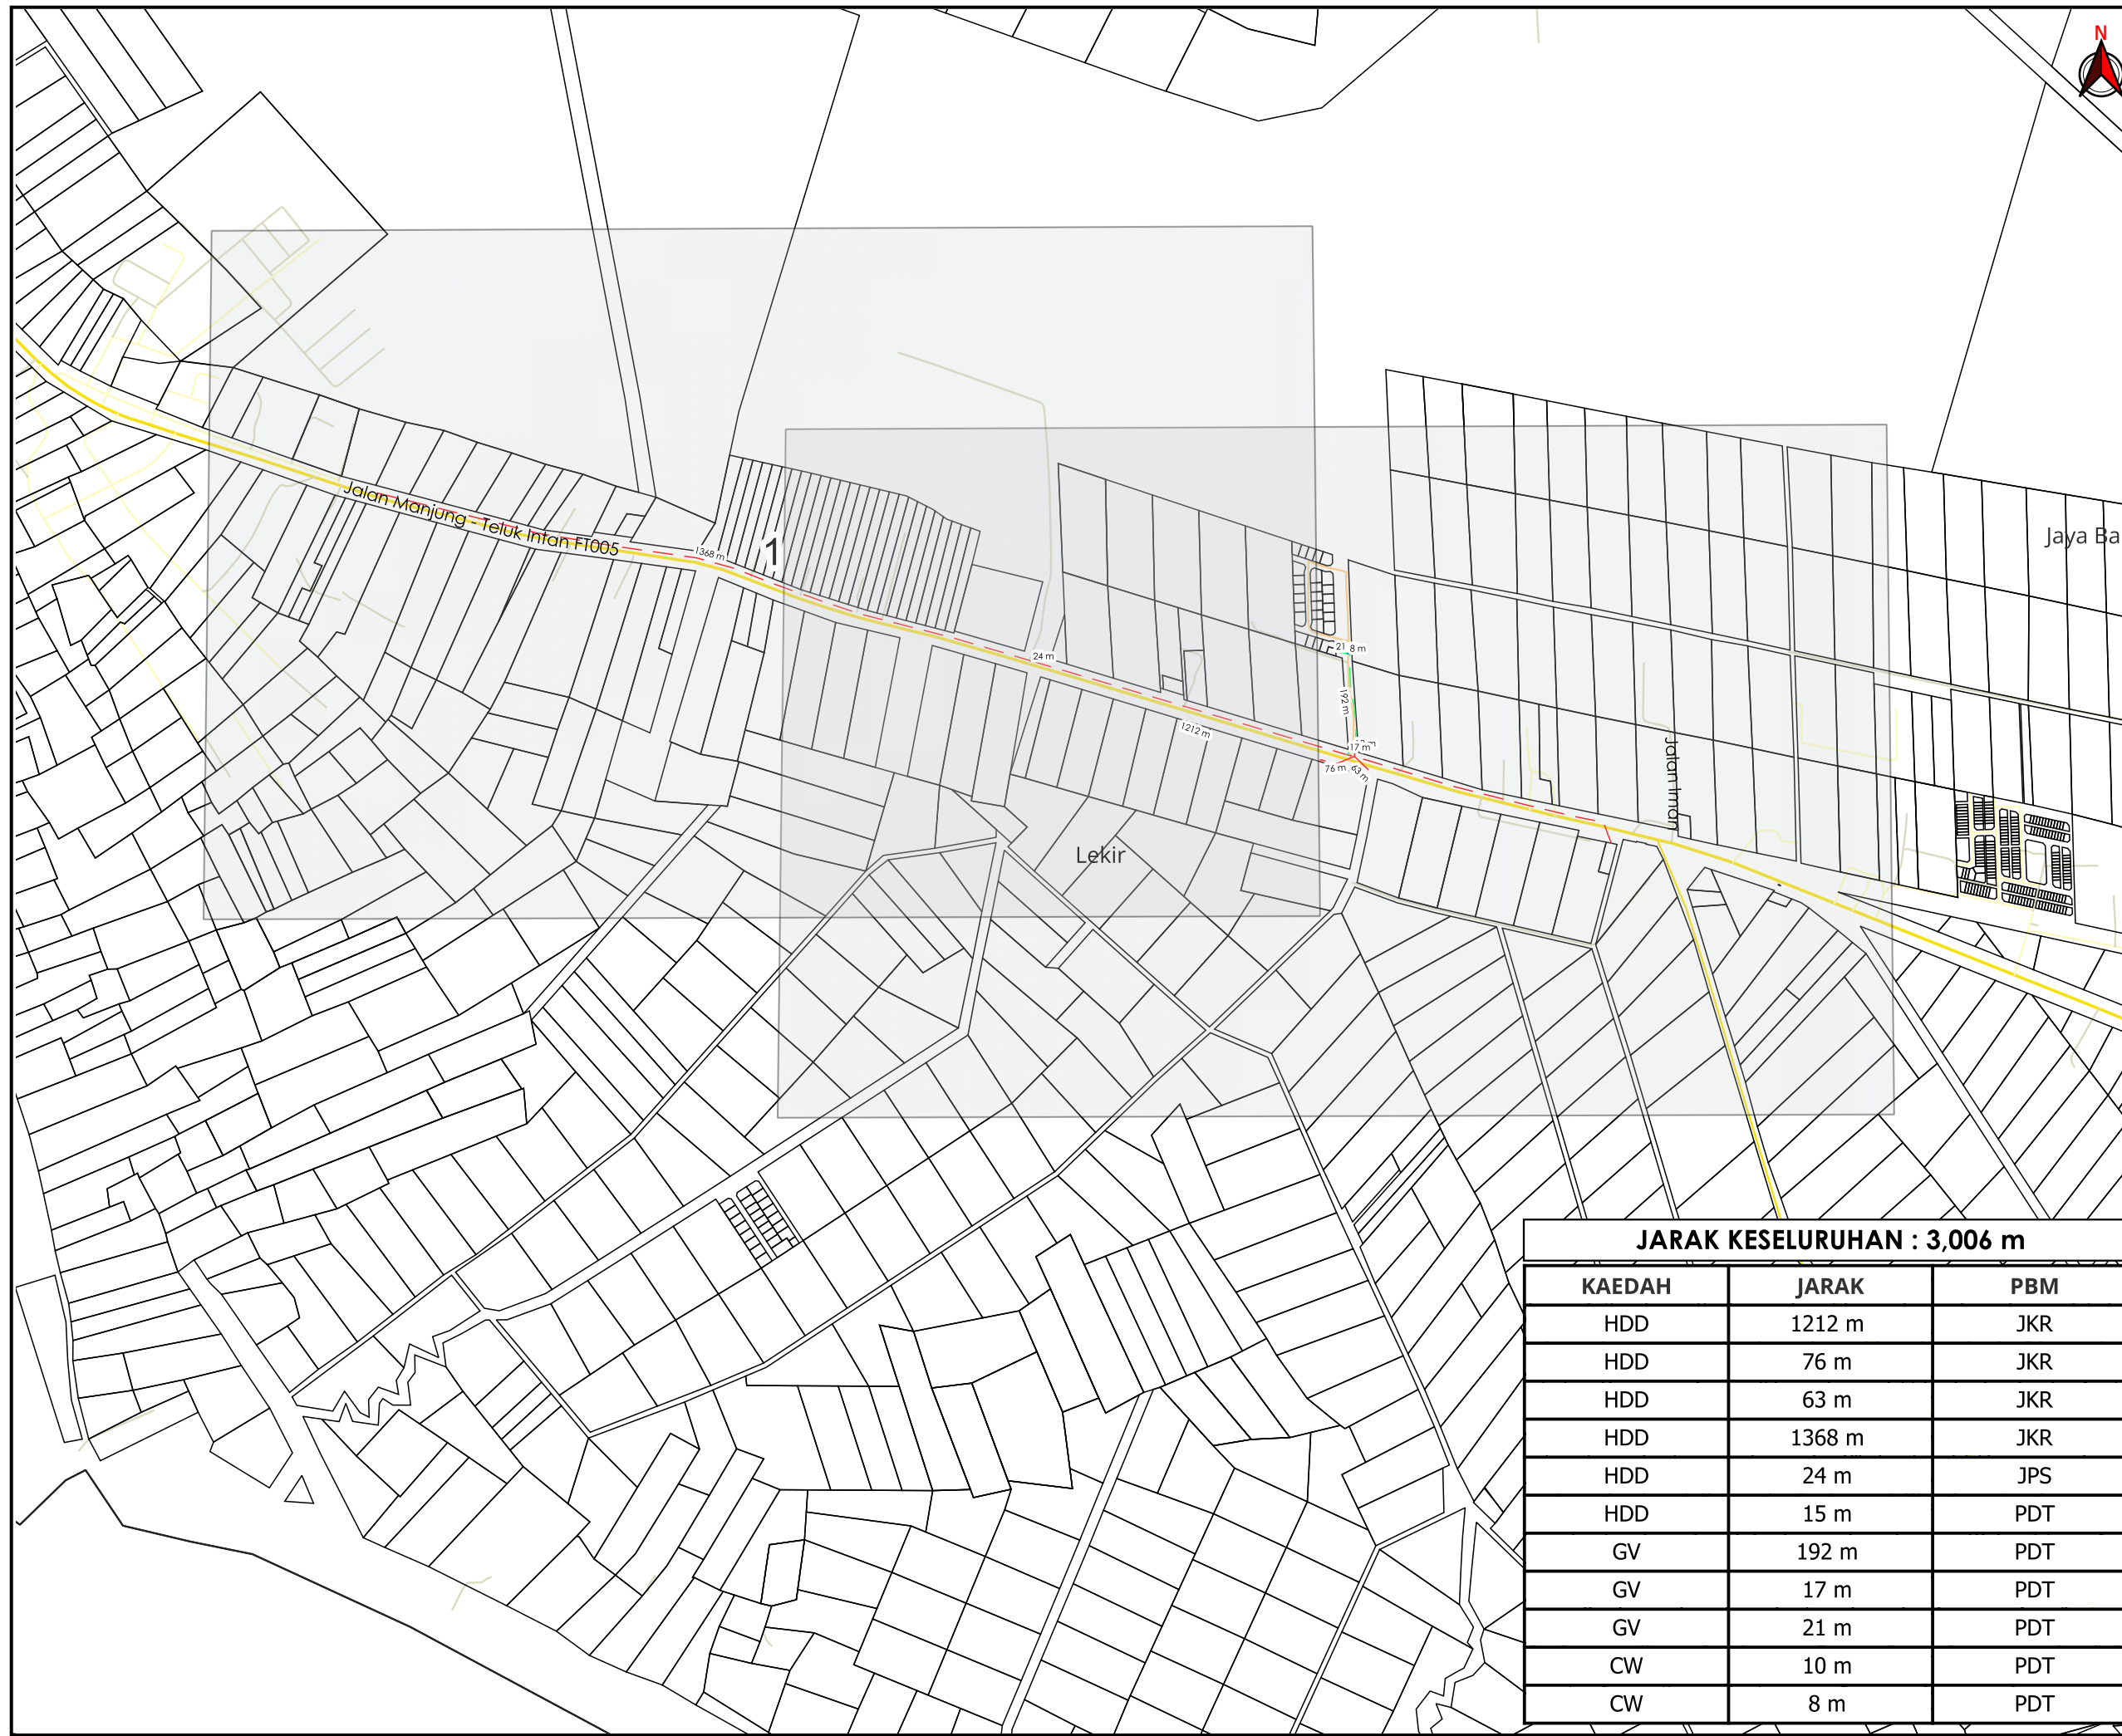 N
Jalan Manjung - Teluk Intan FT005
1368 m
1
Jaya Ba
24 m
21
8 m
192 m
1212 m
17 m
76 m
63 m
Jalan Iman
Lekir
JARAK KESELURUHAN : 3,006 m
KAEDAH JARAK PBM
HDD 1212 m JKR
HDD 76 m JKR
HDD 63 m JKR
HDD 1368 m JKR
HDD 24 m JPS
HDD 15 m PDT
GV 192 m PDT
GV 17 m PDT
GV 21 m PDT
CW 10 m PDT
CW 8 m PDT